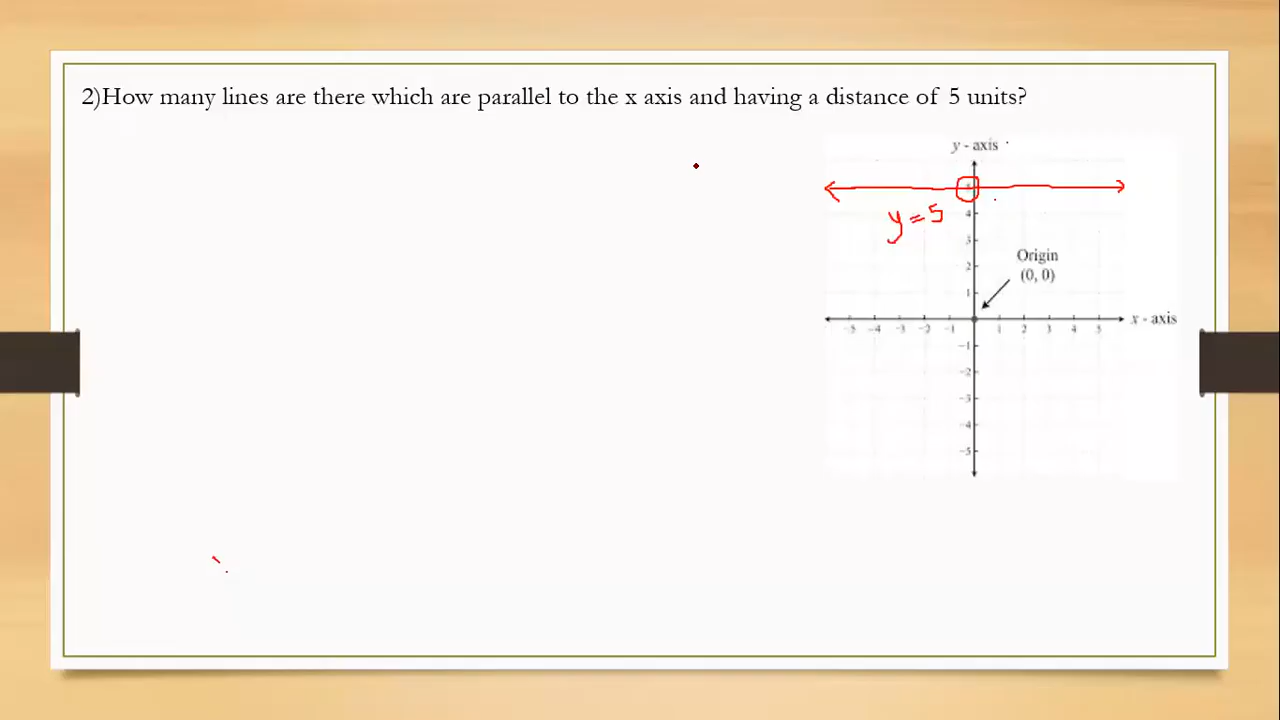 2)How many lines are there which are parallel to the x axis and having a distance of 5 units?
y - axis
y = 5
4
3
2
1
Origin
(0, 0)
x - axis
-5 -4 -3 -2 -1 1 2 3 4 5
-1
-2
-3
-4
-5